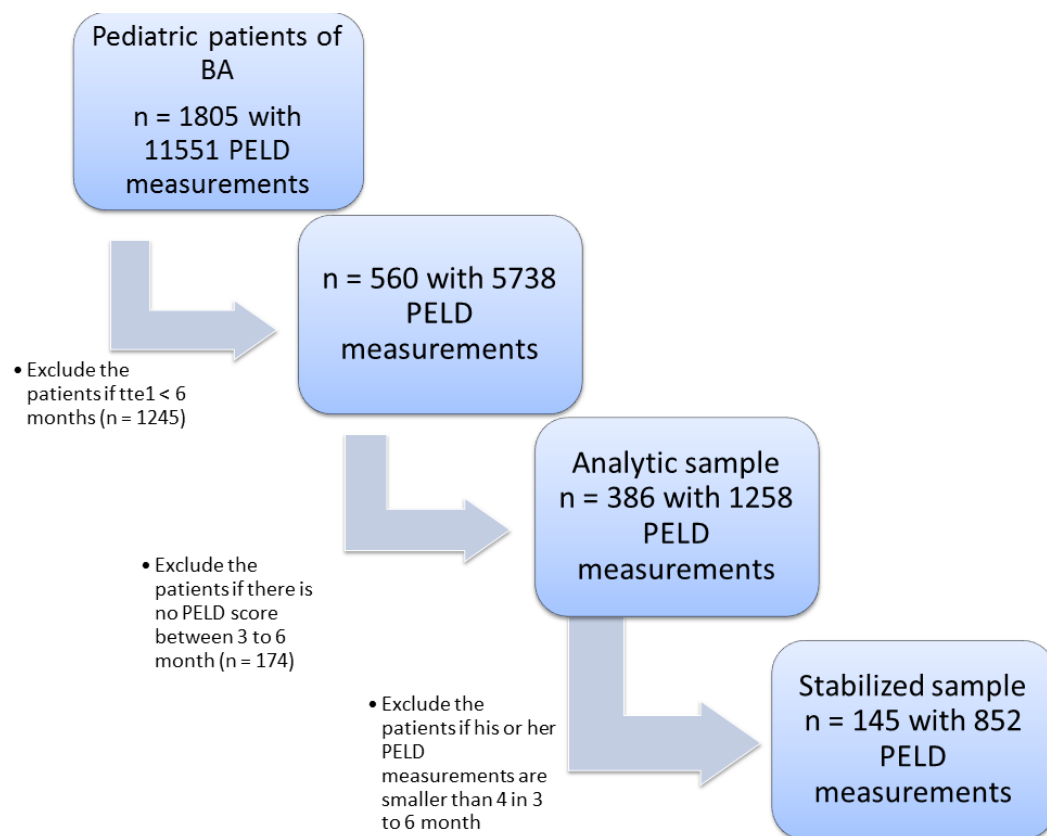 Pediatric patients of
BA
n = 1805 with
11551 PELD
measurements
n = 560 with 5738
PELD
measurements
• Exclude the
patients if tte1 < 6
months (n = 1245)
Analytic sample
n = 386 with 1258
PELD
measurements
• Exclude the
patients if there is
no PELD score
between 3 to 6
month (n = 174)
Stabilized sample
n = 145 with 852
PELD
measurements
• Exclude the
patients if his or her
PELD
measurements are
smaller than 4 in 3
to 6 month